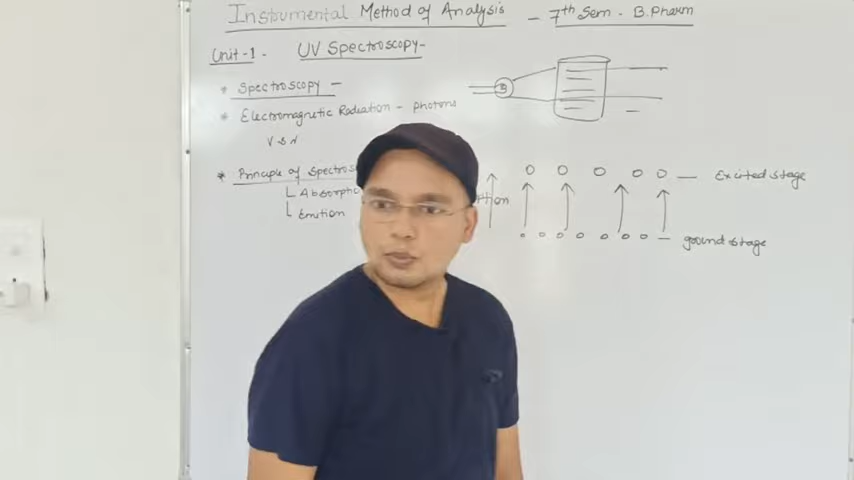 Instrumental Method of Analysis - 7th Sem - B.Pharm
Unit-1 - UV Spectroscopy-
* Spectroscopy -
* Electromagnetic Radiation - photons
* Principle of Spectros
Absorptio
Emition
Excited stage
ground stage